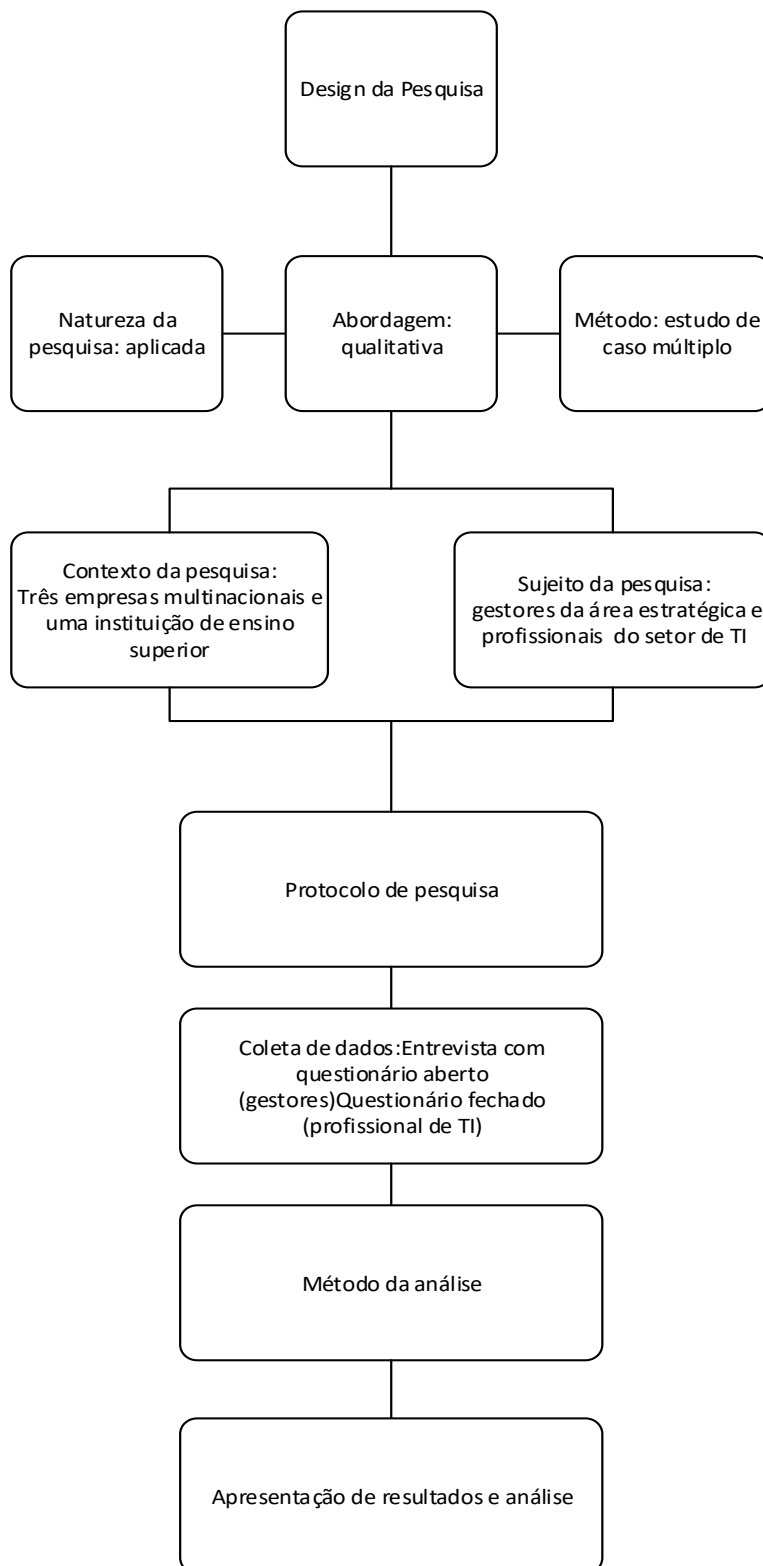 Design da Pesquisa
Natureza da
pesquisa: aplicada
Abordagem:
qualitativa
Método: estudo de
caso múltiplo
Contexto da pesquisa:
Três empresas multinacionais e
uma instituição de ensino
superior
Sujeito da pesquisa:
gestores da área estratégica e
profissionais do setor de TI
Protocolo de pesquisa
Coleta de dados:Entrevista com
questionário aberto
(gestores)Questionário fechado
(profissional de TI)
Método da análise
Apresentação de resultados e análise